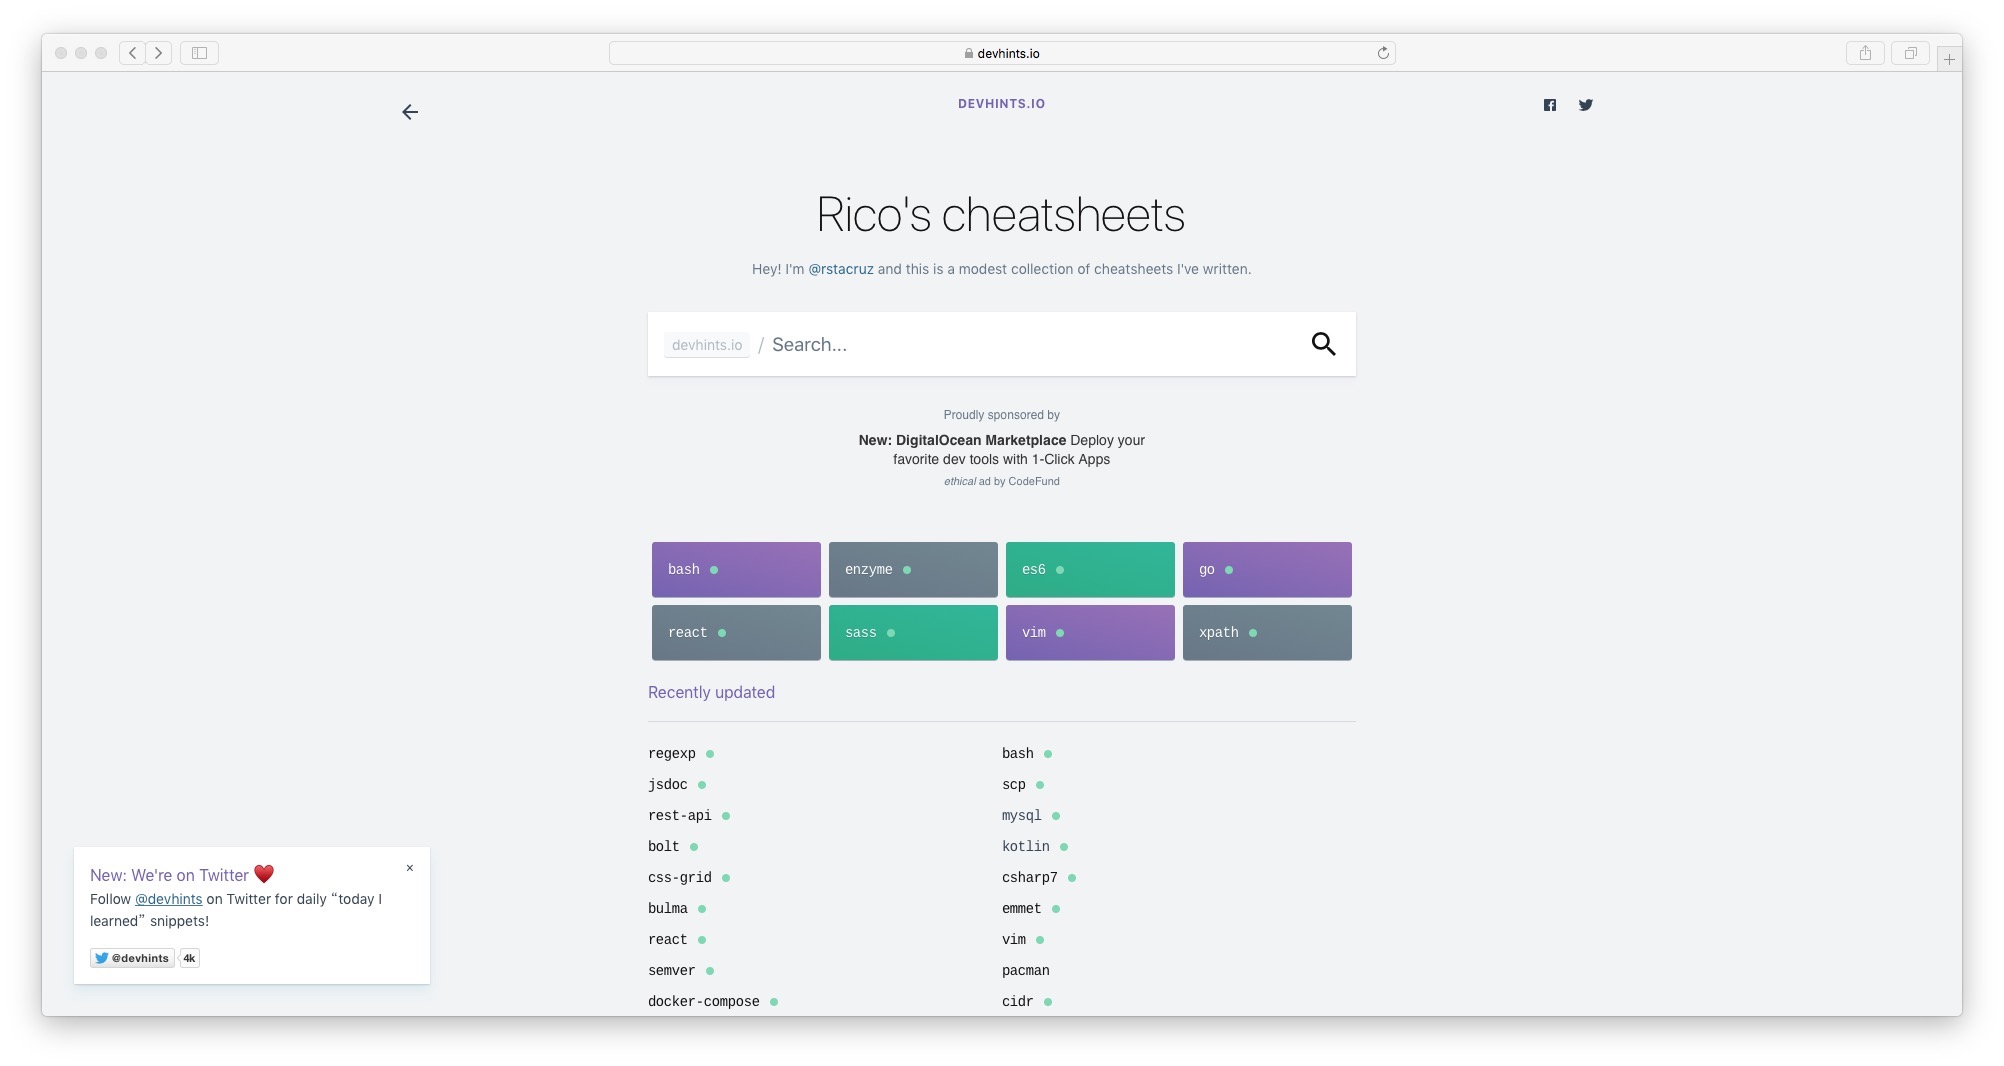 devhints.io
DEVHINTS.IO
Rico's cheatsheets
Hey! I'm @rstacruz and this is a modest collection of cheatsheets I've written.
devhints.io / Search...
Proudly sponsored by
New: DigitalOcean Marketplace Deploy your
favorite dev tools with 1-Click Apps
ethical ad by CodeFund
bash
enzyme
es6
go
react
sass
vim
xpath
Recently updated
regexp
bash
jsdoc
scp
rest-api
mysql
bolt
kotlin
css-grid
csharp7
bulma
emmet
react
vim
semver
pacman
docker-compose
cidr
New: We're on Twitter ♥️
x
Follow @devhints on Twitter for daily “today I
learned” snippets!
@devhints 4k